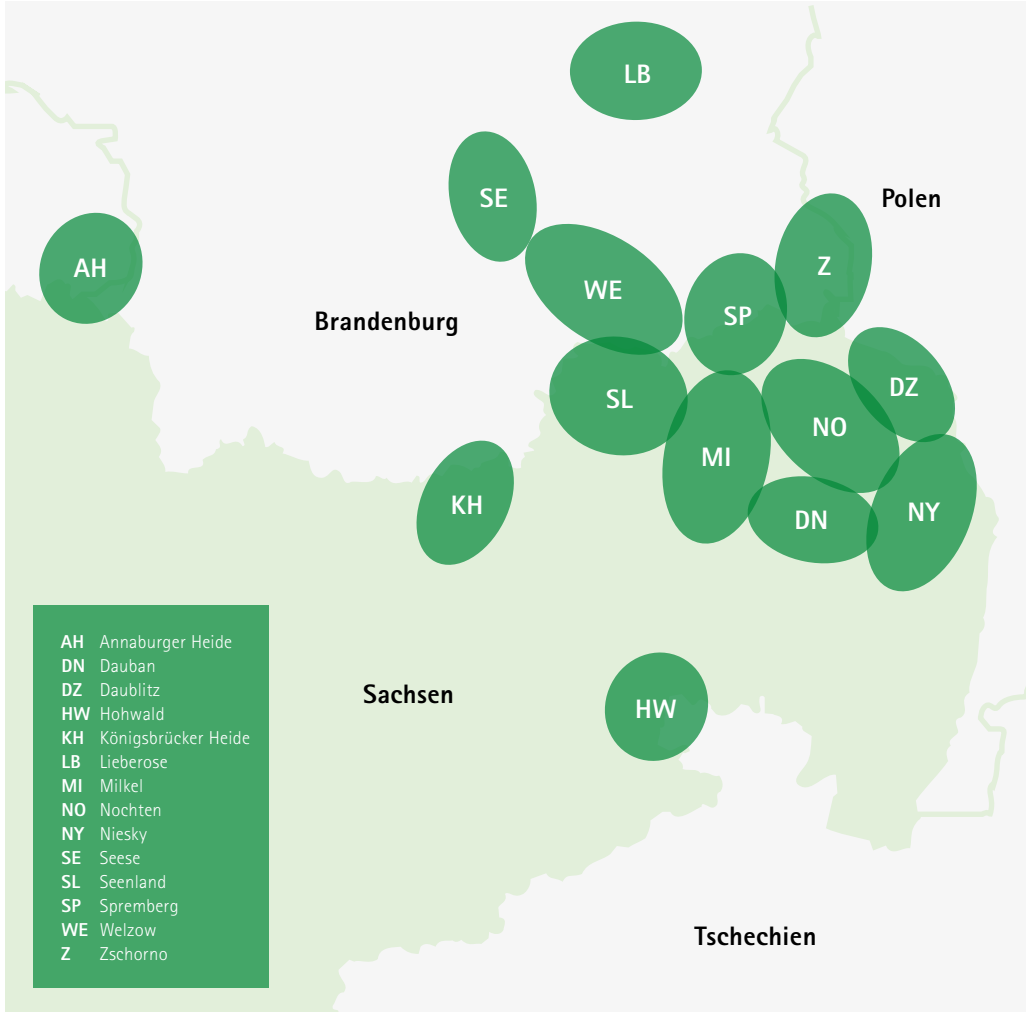 LB
SE
Polen
Z
AH
WE
SP
Brandenburg
DZ
SL
NO
MI
KH
NY
DN
AH Annaburger Heide
DN Dauban
DZ Daublitz
HW Hohwald
KH Königsbrücker Heide
LB Lieberose
MI Milkel
NO Nochten
NY Niesky
SE Seese
SL Seenland
SP Spremberg
WE Welzow
Z Zschorno
Sachsen
HW
Tschechien